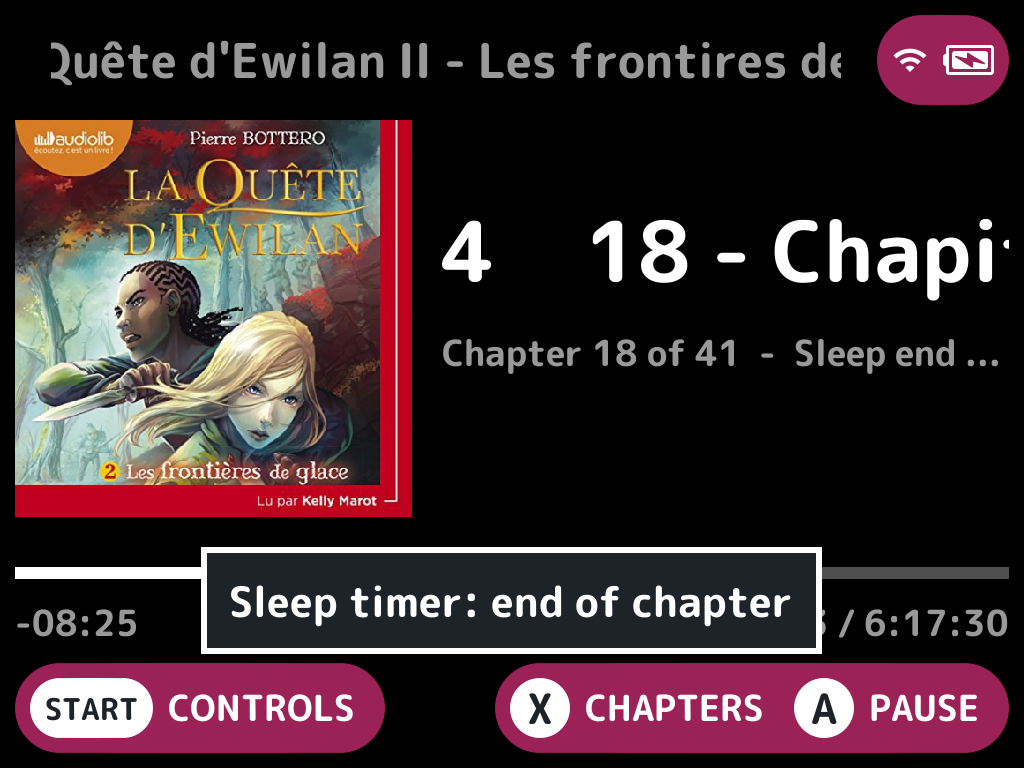 Quête d'Ewilan II - Les frontires de
audiolib
écoutez, c'est un livre !
Pierre BOTTERO
LA QUÊTE
D'EWILAN
2 Les frontières de glace
Lu par Kelly Marot
4 18 - Chapi
Chapter 18 of 41 - Sleep end ...
Sleep timer: end of chapter
-08:25
/ 6:17:30
START CONTROLS
X CHAPTERS A PAUSE